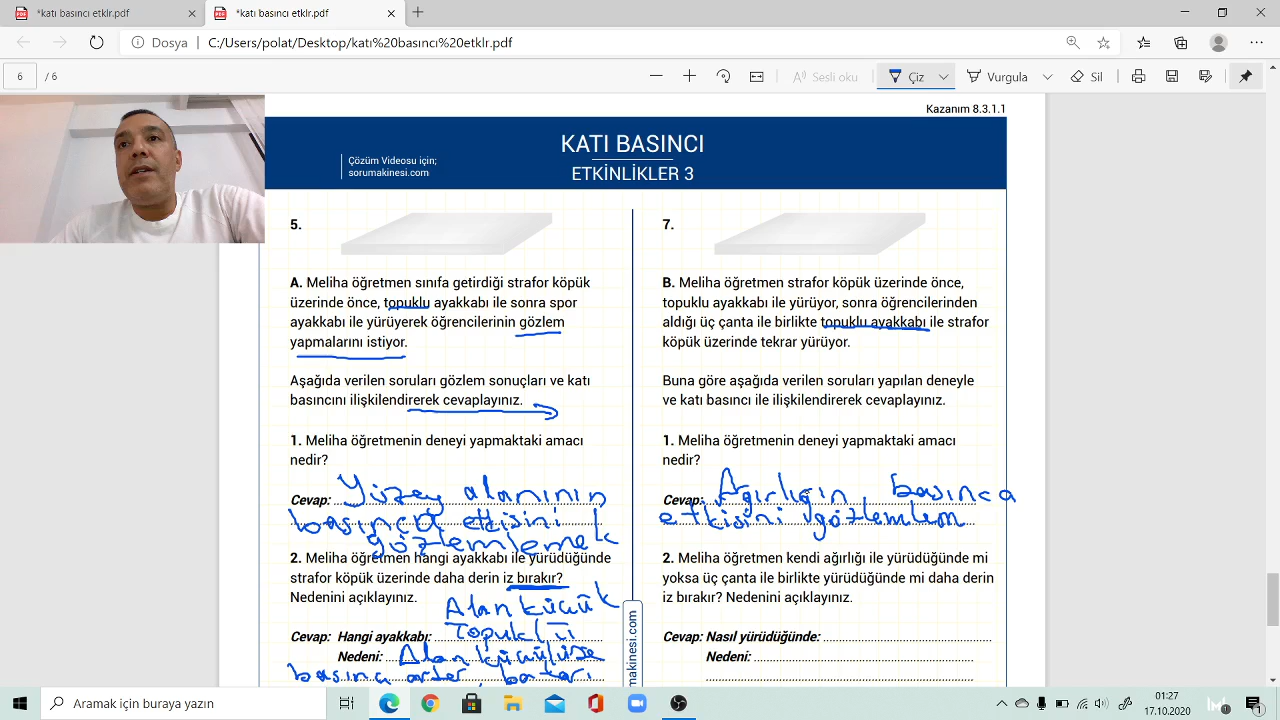 *katı basıncı etklr.pdf
*katı basıncı etklr.pdf
Dosya
C:/Users/polat/Desktop/katı%20basıncı%20etklr.pdf
6
/ 6
Sesli oku
Çiz
Vurgula
Sil
Kazanım 8.3.1.1
Çözüm Videosu için;
sorumakinesi.com
KATI BASINCI
ETKİNLİKLER 3
5.
A. Meliha öğretmen sınıfa getirdiği strafor köpük
üzerinde önce, topuklu ayakkabı ile sonra spor
ayakkabı ile yürüyerek öğrencilerinin gözlem
yapmalarını istiyor.
Aşağıda verilen soruları gözlem sonuçları ve katı
basıncını ilişkilendirerek cevaplayınız.
1. Meliha öğretmenin deneyi yapmaktaki amacı
nedir?
Cevap: Yüzey alanının
basınca etkisini
gözlemlemek
2. Meliha öğretmen hangi ayakkabı ile yürüdüğünde
strafor köpük üzerinde daha derin iz bırakır?
Nedenini açıklayınız.
Alan küçük
Cevap: Hangi ayakkabı: Topuklu
Nedeni: Alan küçülürse
basınç artar, batar
7.
B. Meliha öğretmen strafor köpük üzerinde önce,
topuklu ayakkabı ile yürüyor, sonra öğrencilerinden
aldığı üç çanta ile birlikte topuklu ayakkabı ile strafor
köpük üzerinde tekrar yürüyor.
Buna göre aşağıda verilen soruları yapılan deneyle
ve katı basıncı ile ilişkilendirerek cevaplayınız.
1. Meliha öğretmenin deneyi yapmaktaki amacı
nedir?
Cevap: Ağırlığın basınca
etkisini gözlemlem
2. Meliha öğretmen kendi ağırlığı ile yürüdüğünde mi
yoksa üç çanta ile birlikte yürüdüğünde mi daha derin
iz bırakır? Nedenini açıklayınız.
Cevap: Nasıl yürüdüğünde:
Nedeni:
makinesi.com
Aramak için buraya yazın
01:27
17.10.2020